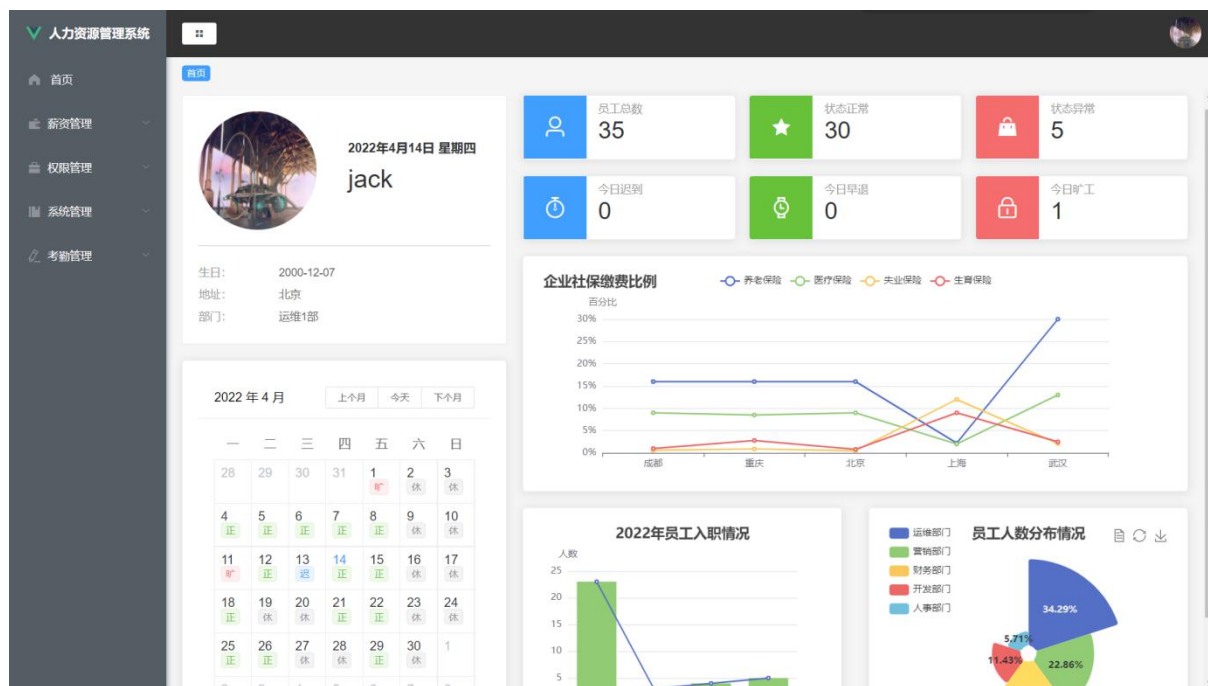 人力资源管理系统
首页
薪资管理
权限管理
系统管理
考勤管理
首页
2022年4月14日 星期四
jack
生日: 2000-12-07
地址: 北京
部门: 运维1部
员工总数
35
状态正常
30
状态异常
5
今日迟到
0
今日早退
0
今日旷工
1
企业社保缴费比例
养老保险 医疗保险 失业保险 生育保险
百分比
30%
25%
20%
15%
10%
5%
0%
成都 重庆 北京 上海 武汉
2022 年 4 月 上个月 今天 下个月
一 二 三 四 五 六 日
28 29 30 31 1 2 3
旷 休 休
4 5 6 7 8 9 10
正 正 正 正 正 休 休
11 12 13 14 15 16 17
旷 正 迟 正 正 休 休
18 19 20 21 22 23 24
正 休 休 正 正 休 休
25 26 27 28 29 30 1
正 正 休 休 正 休
2022年员工入职情况
人数
25
20
15
10
5
运维部门
营销部门
财务部门
开发部门
人事部门
员工人数分布情况
34.29%
5.71%
11.43%
22.86%